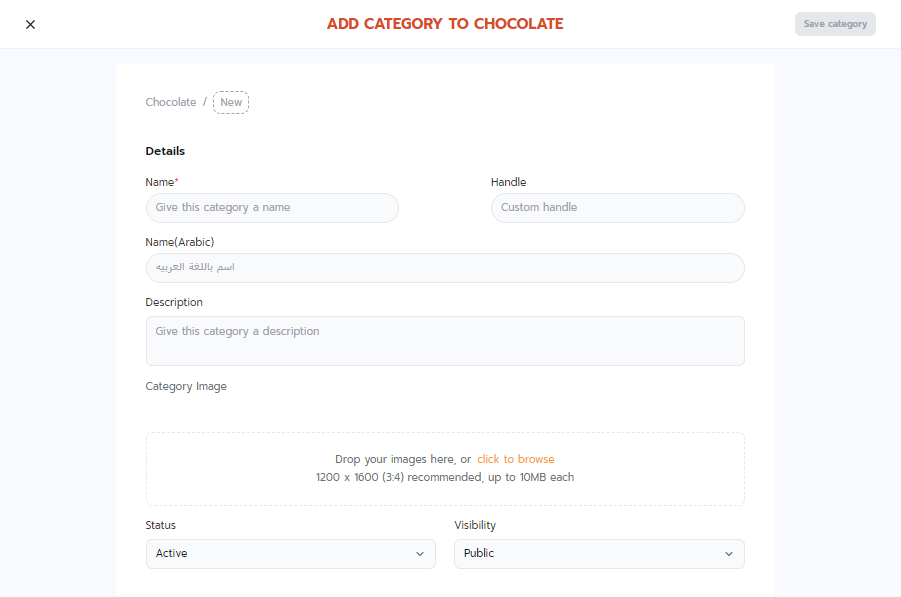 ADD CATEGORY TO CHOCOLATE
Save category
Chocolate / New
Details
Name*
Handle
Give this category a name
Custom handle
Name(Arabic)
اسم باللغة العربيه
Description
Give this category a description
Category Image
Drop your images here, or click to browse
1200 x 1600 (3:4) recommended, up to 10MB each
Status
Visibility
Active
Public